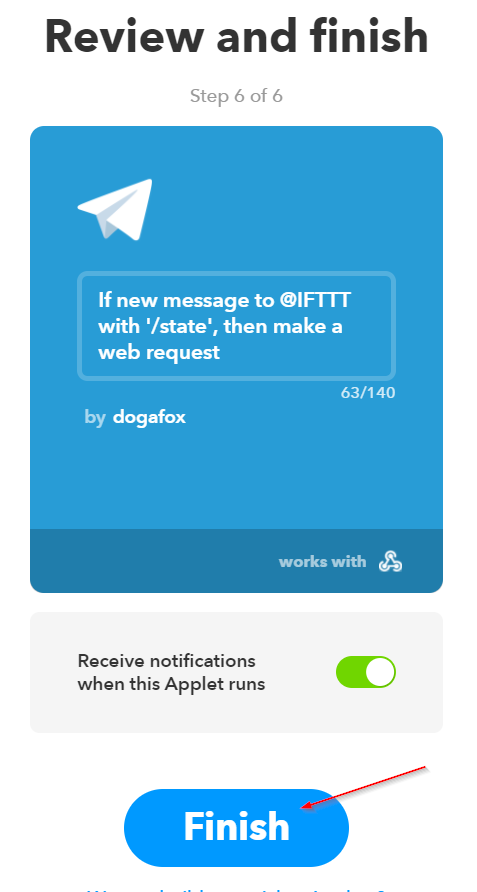 Review and finish
Step 6 of 6
If new message to @IFTTT
with '/state', then make a
web request
63/140
by dogafox
works with
Receive notifications
when this Applet runs
Finish